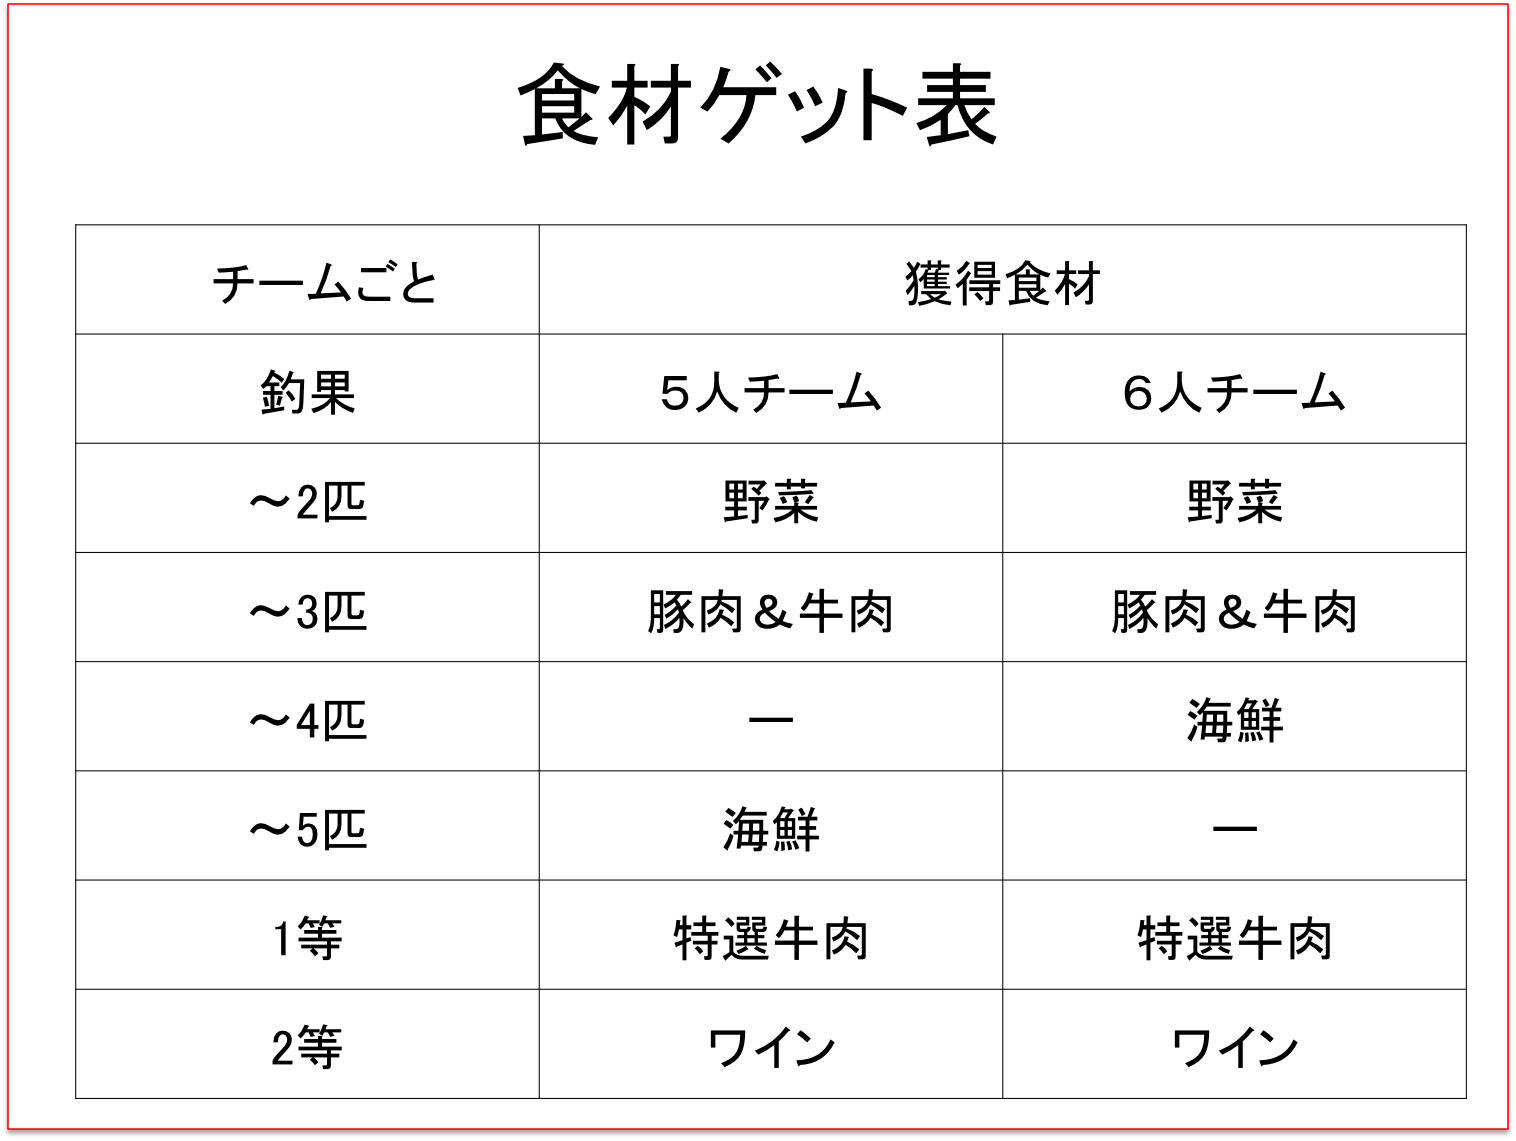 食材ゲット表
チームごと 獲得食材
釣果 ５人チーム ６人チーム
～2匹 野菜 野菜
～3匹 豚肉＆牛肉 豚肉＆牛肉
～4匹 ー 海鮮
～5匹 海鮮 ー
1等 特選牛肉 特選牛肉
2等 ワイン ワイン